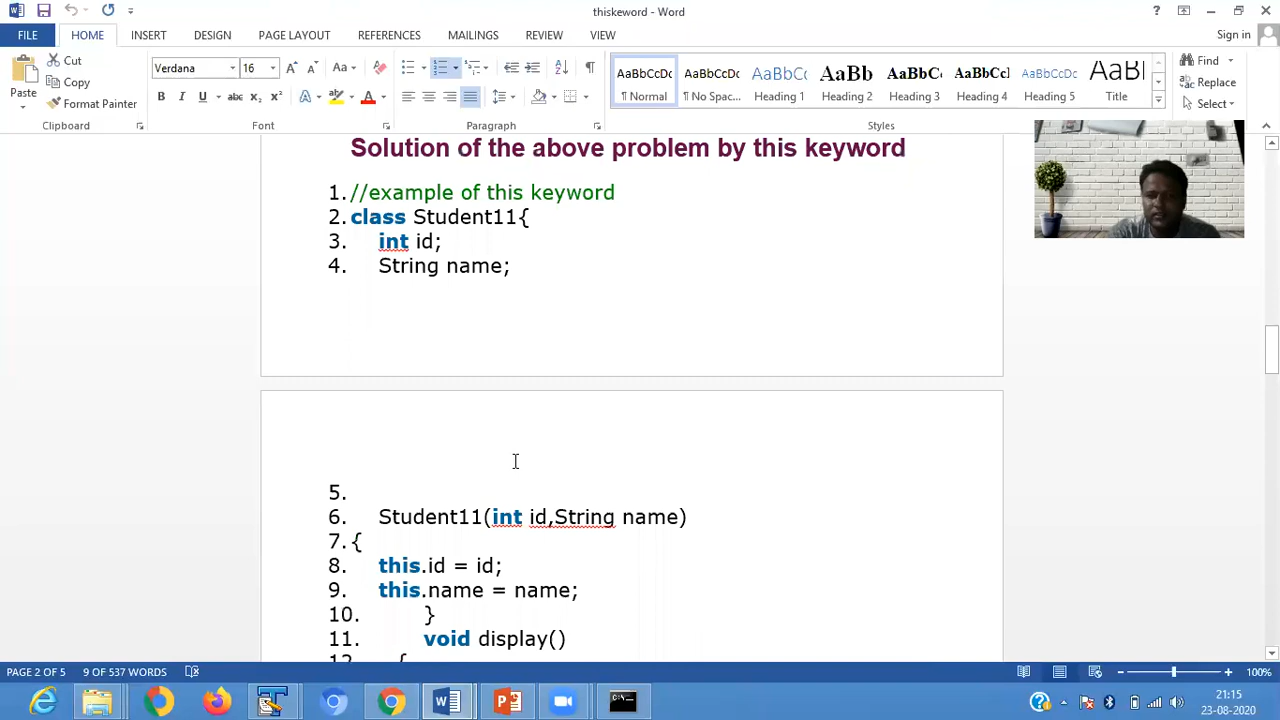 thiskeword - Word
Sign in
FILE HOME INSERT DESIGN PAGE LAYOUT REFERENCES MAILINGS REVIEW VIEW
Paste
Cut
Copy
Format Painter
Clipboard
Verdana 16
Font
Paragraph
AaBbCcDc AaBbCcDc AaBbCc AaBb AaBbC AaBbC AaBbCcDc AaBl
¶ Normal ¶ No Spac... Heading 1 Heading 2 Heading 3 Heading 4 Heading 5 Title
Styles
Find
Replace
Select
Solution of the above problem by this keyword
1. //example of this keyword
2. class Student11{
3. int id;
4. String name;
5.
6. Student11(int id,String name)
7. {
8. this.id = id;
9. this.name = name;
10. }
11. void display()
12. {
PAGE 2 OF 5 9 OF 537 WORDS 100%
21:15
23-08-2020